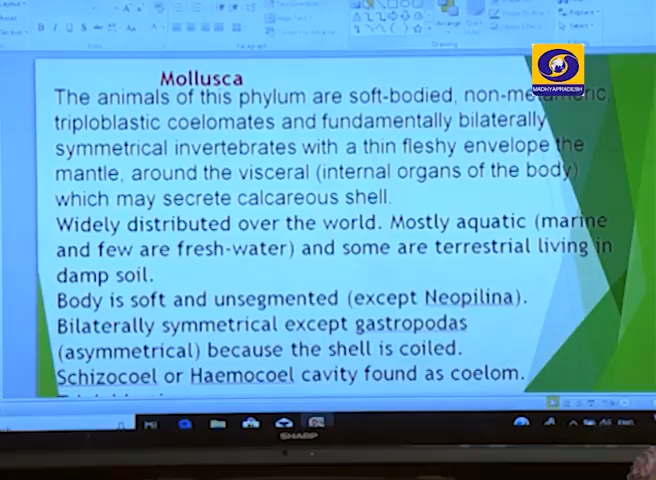 Mollusca
The animals of this phylum are soft-bodied, non-metameric,
triploblastic coelomates and fundamentally bilaterally
symmetrical invertebrates with a thin fleshy envelope the
mantle, around the visceral (internal organs of the body)
which may secrete calcareous shell.
Widely distributed over the world. Mostly aquatic (marine
and few are fresh-water) and some are terrestrial living in
damp soil.
Body is soft and unsegmented (except Neopilina).
Bilaterally symmetrical except gastropodas
(asymmetrical) because the shell is coiled.
Schizocoel or Haemocoel cavity found as coelom.
MADHYAPRADESH
SHARP